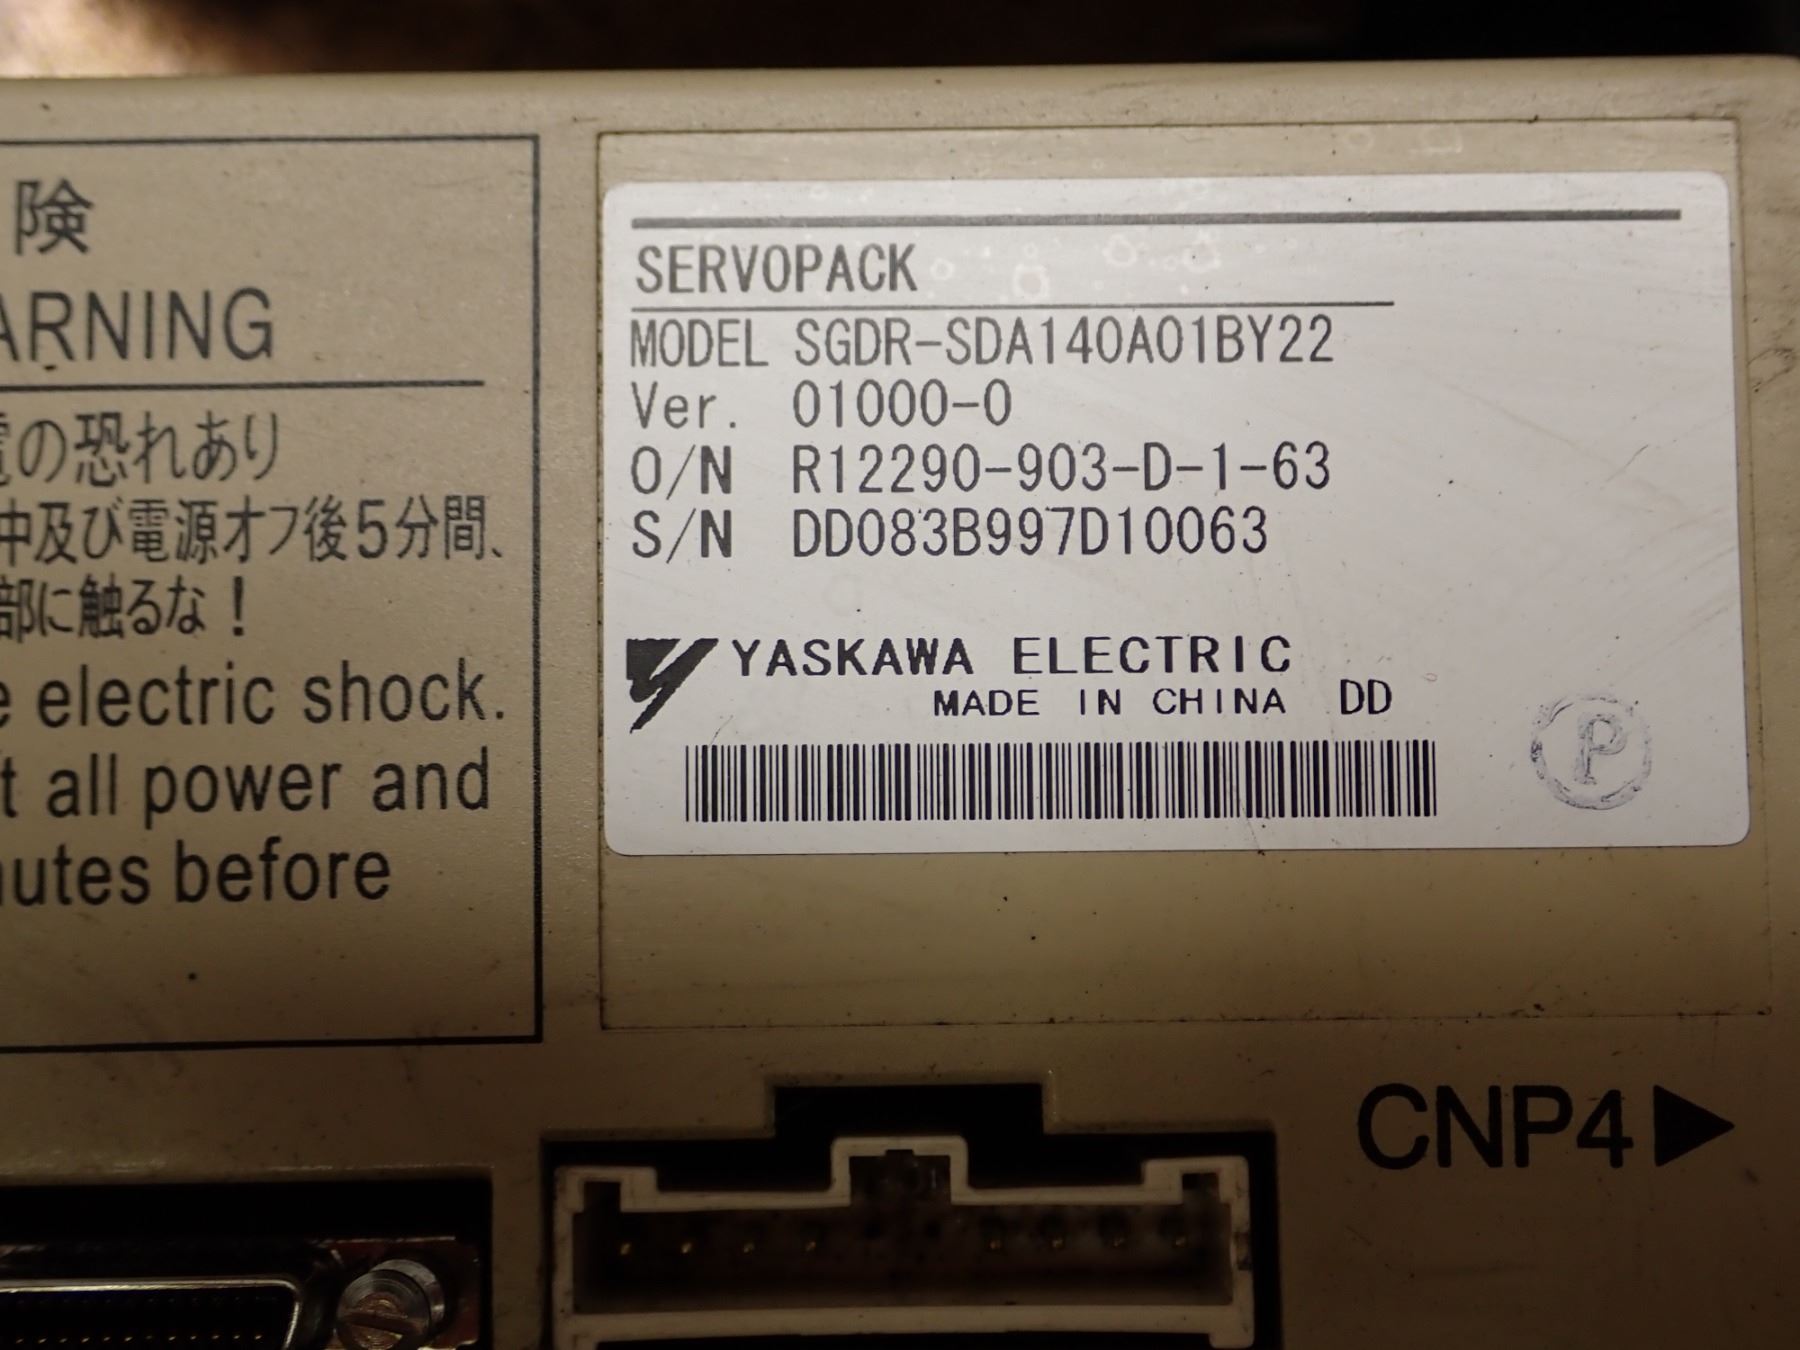 険
ARNING
電の恐れあり
中及び電源オフ後5分間、
部に触るな!
e electric shock.
t all power and
nutes before
SERVOPACK
MODEL SGDR-SDA140A01BY22
Ver. 01000-0
O/N R12290-903-D-1-63
S/N DD083B997D10063
YASKAWA ELECTRIC
MADE IN CHINA DD
P
CNP4▶